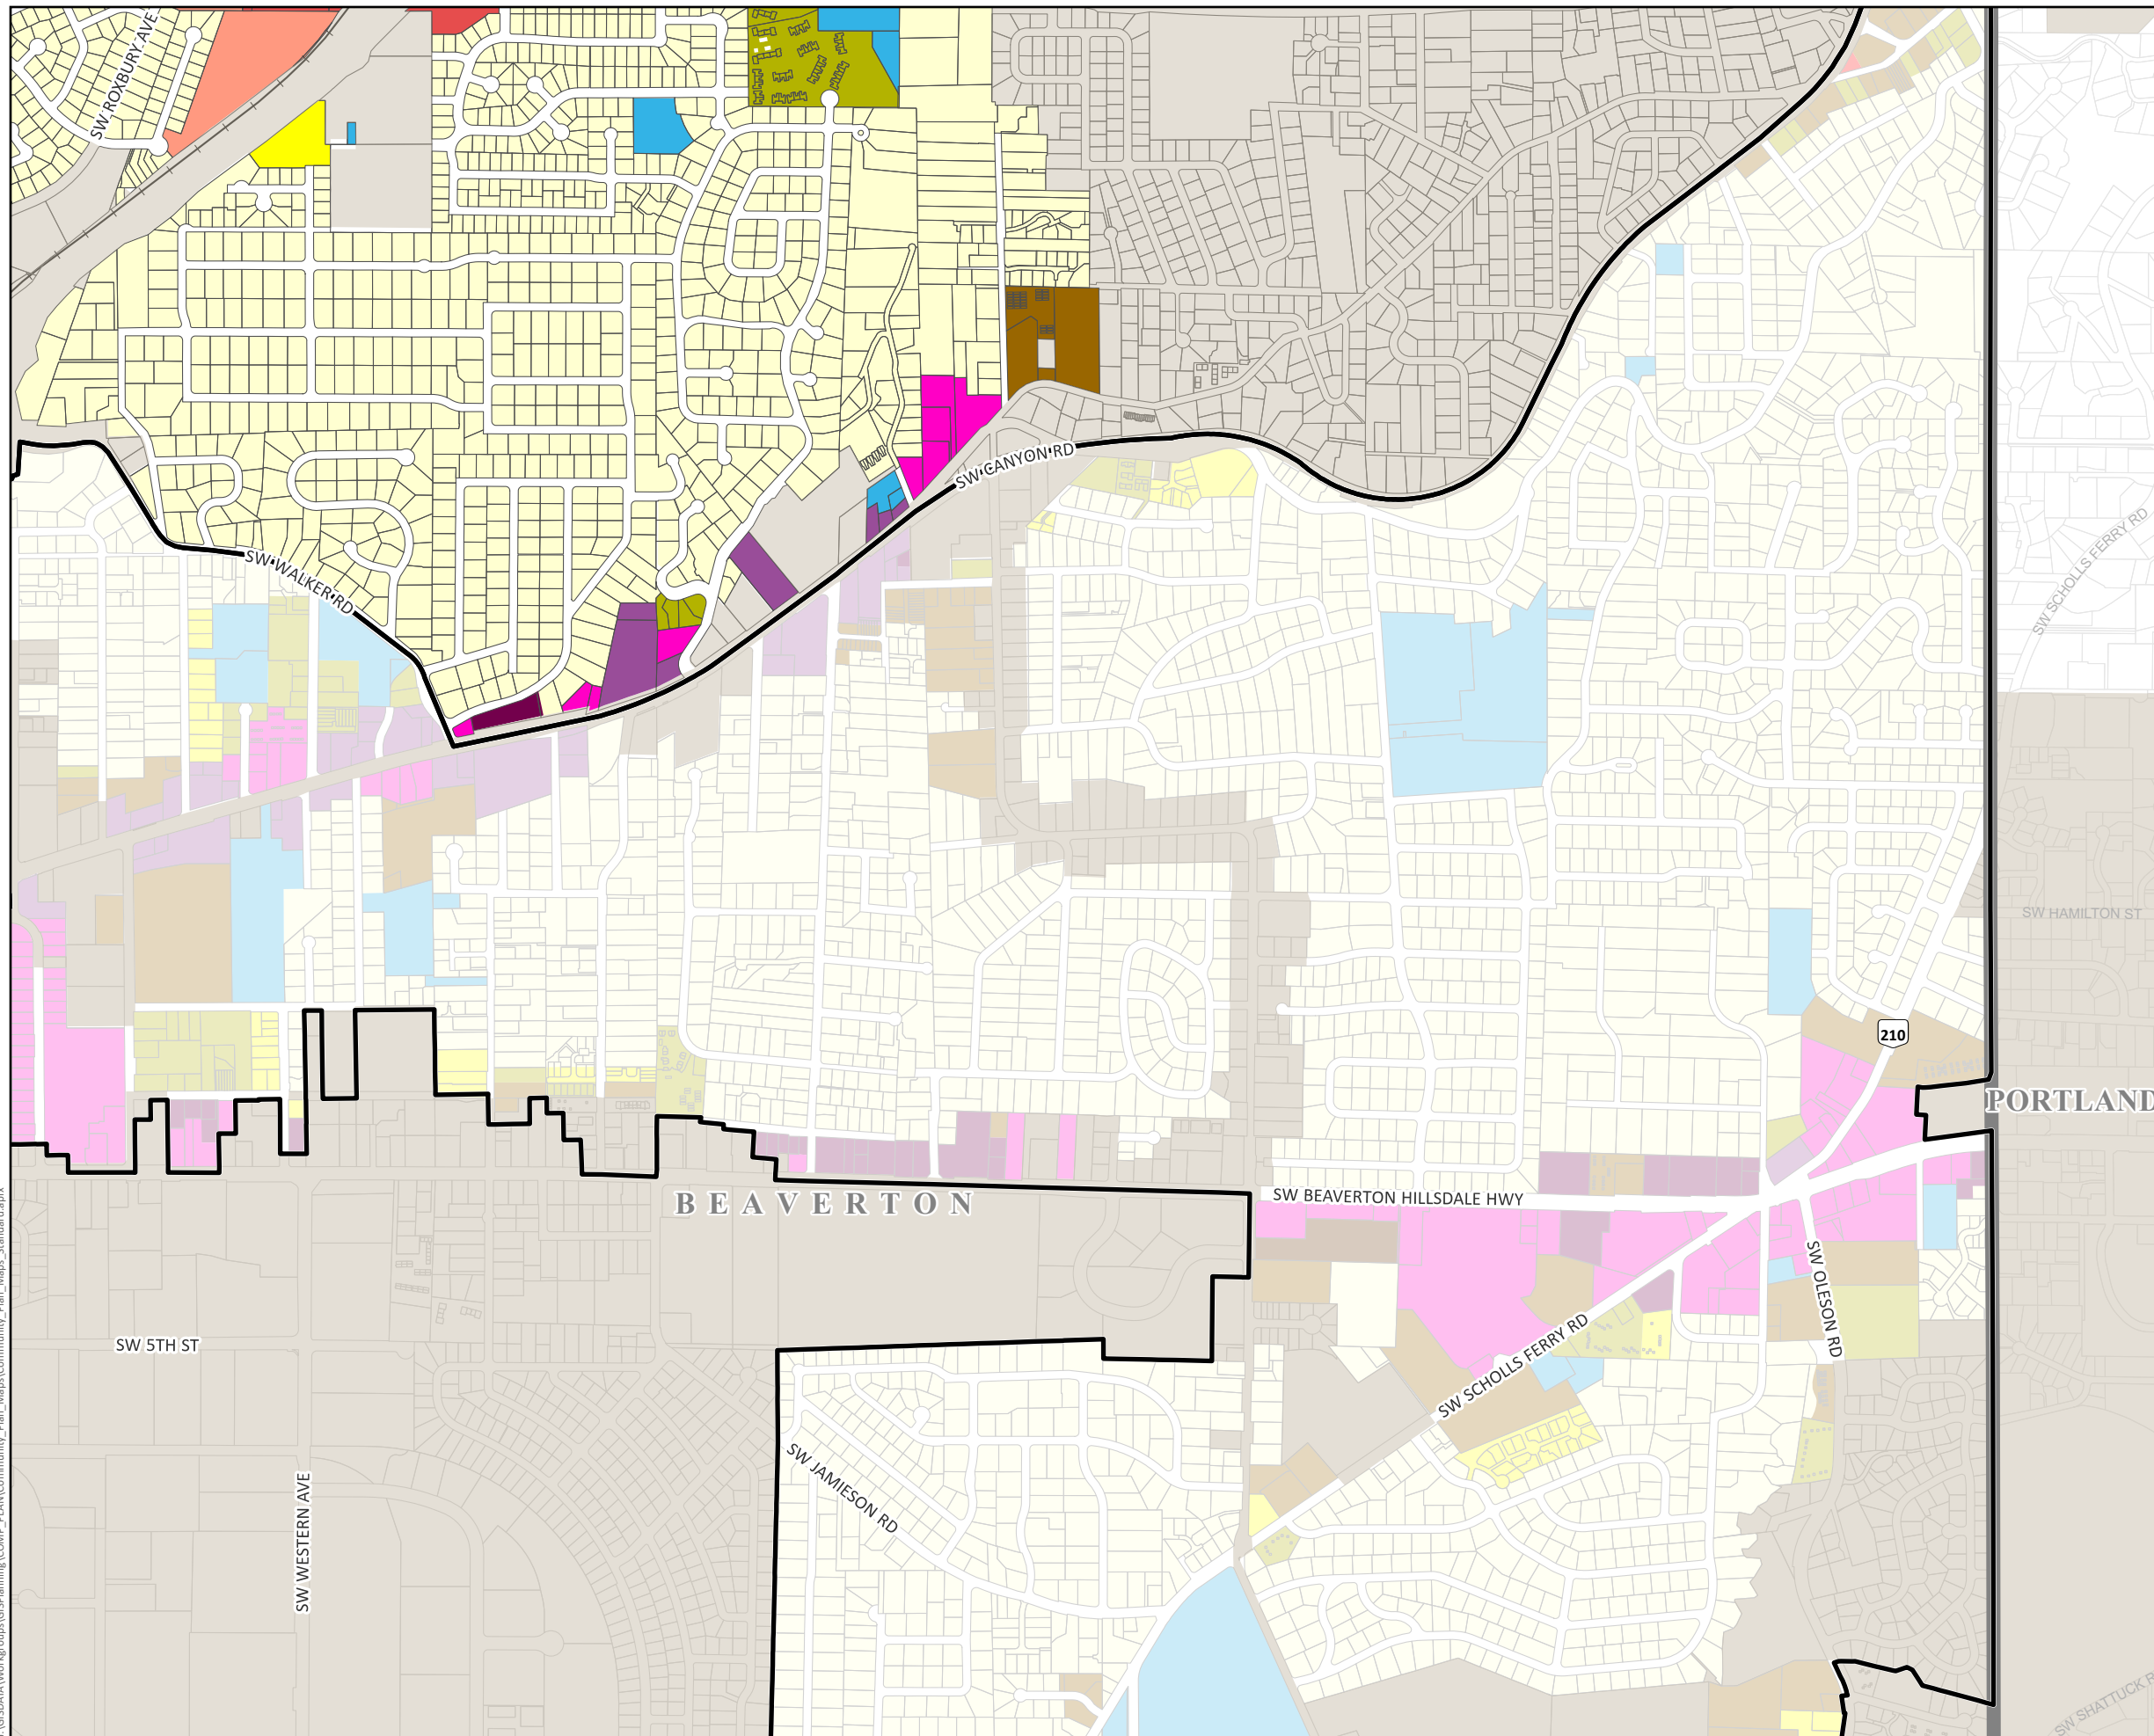 SW ROXBURY AVE
SW CANYON RD
SW WALKER RD
SW SCHOLLS FERRY RD
SW HAMILTON ST
210
PORTLAND
BEAVERTON
SW BEAVERTON HILLSDALE HWY
SW OLESON RD
SW 5TH ST
SW SCHOLLS FERRY RD
SW JAMIESON RD
SW WESTERN AVE
SW SHATTUCK R